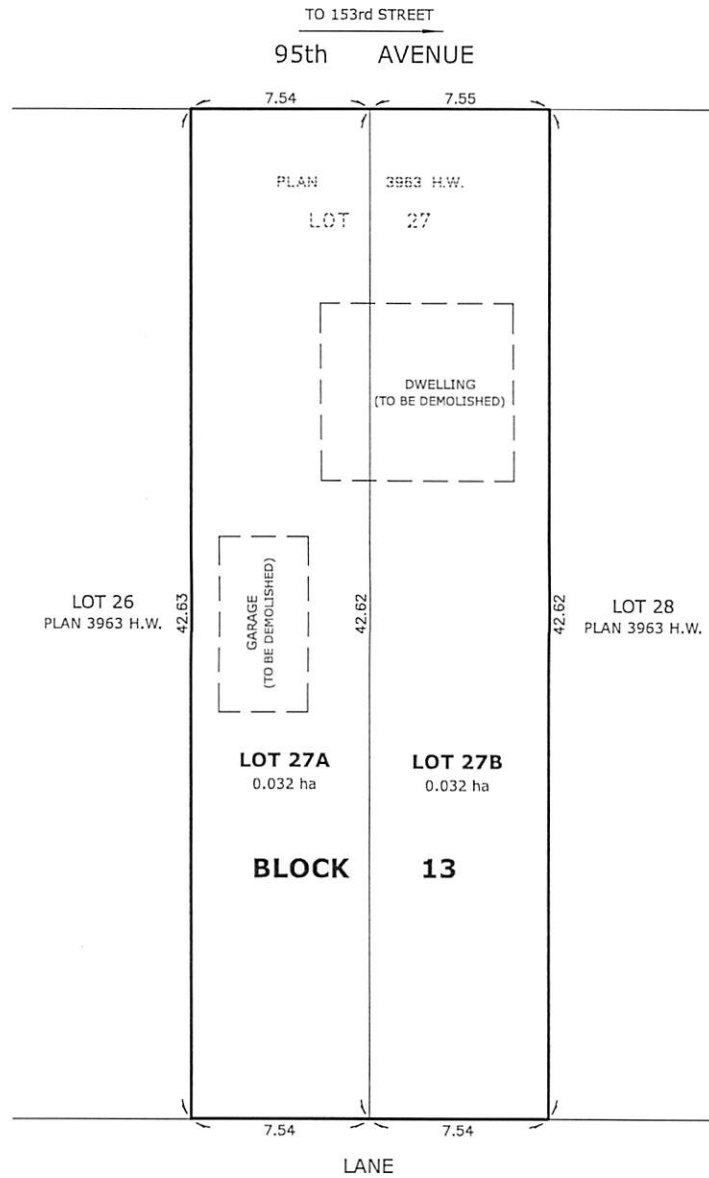 TO 153rd STREET
95th AVENUE
7.54 7.55
PLAN 3963 H.W.
LOT 27
DWELLING
(TO BE DEMOLISHED)
GARAGE
(TO BE DEMOLISHED)
LOT 26
PLAN 3963 H.W.
42.63
42.62
42.62
LOT 28
PLAN 3963 H.W.
LOT 27A
0.032 ha
LOT 27B
0.032 ha
BLOCK 13
7.54 7.54
LANE